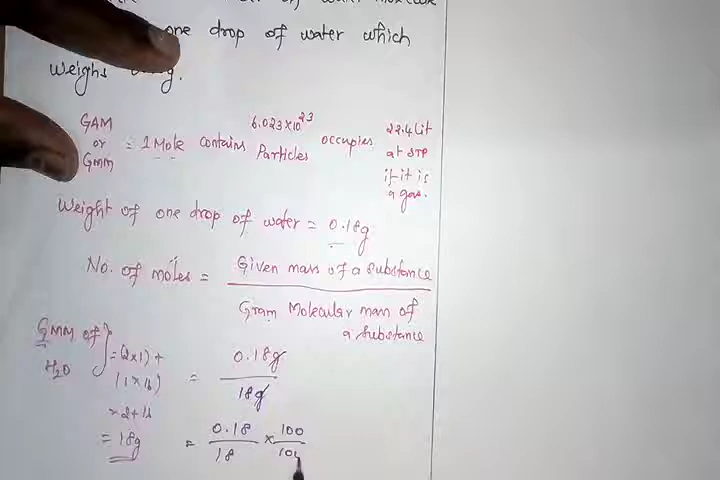 one drop of water which
weighs g.
GAM
or
GMM
= 1 Mole contains 6.023×10²³ Particles occupies 22.4 Lit at STP if it is a gas.
Weight of one drop of water = 0.18g
No. of moles = Given mass of a substance
Gram Molecular mass of
a substance
GMM of H₂O } = (2×1) +
(1×16)
= 2+16
= 18g
= 0.18g
18g
= 0.18 × 100
18 100